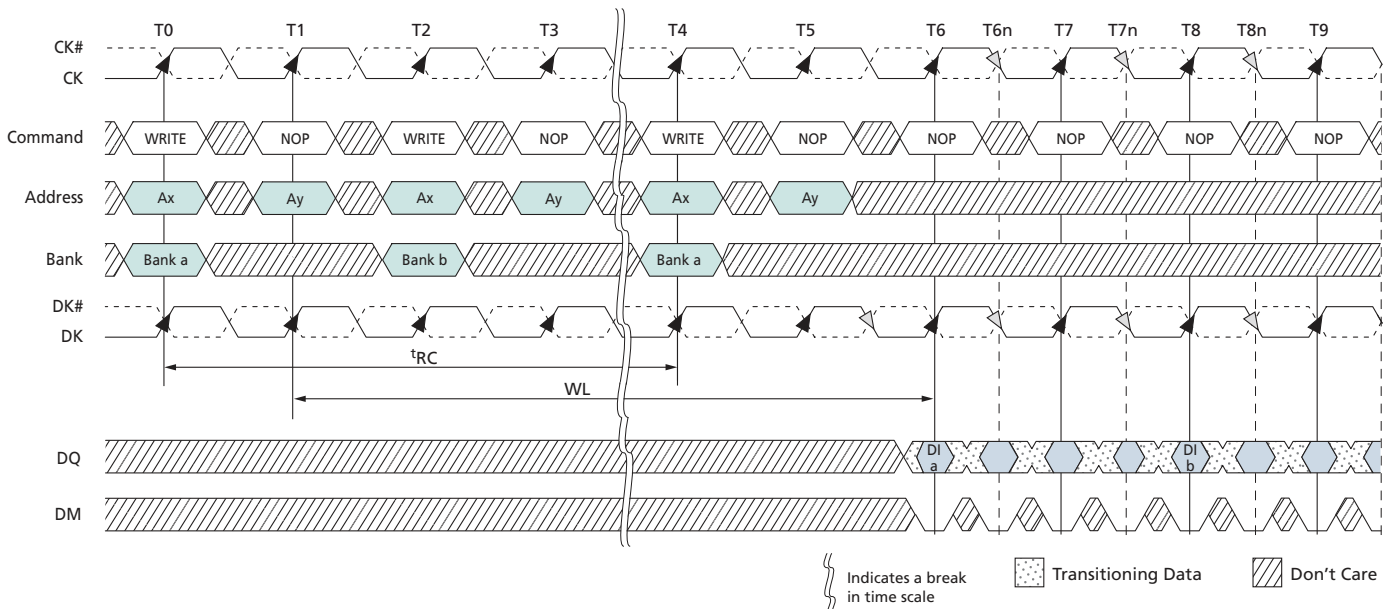 T0 T1 T2 T3 T4 T5 T6 T6n T7 T7n T8 T8n T9
CK#
CK
Command WRITE NOP WRITE NOP WRITE NOP NOP NOP NOP NOP
Address Ax Ay Ax Ay Ax Ay
Bank Bank a Bank b Bank a
DK#
DK
tRC
WL
DQ DI a DI b
DM
Indicates a break
in time scale
Transitioning Data
Don't Care